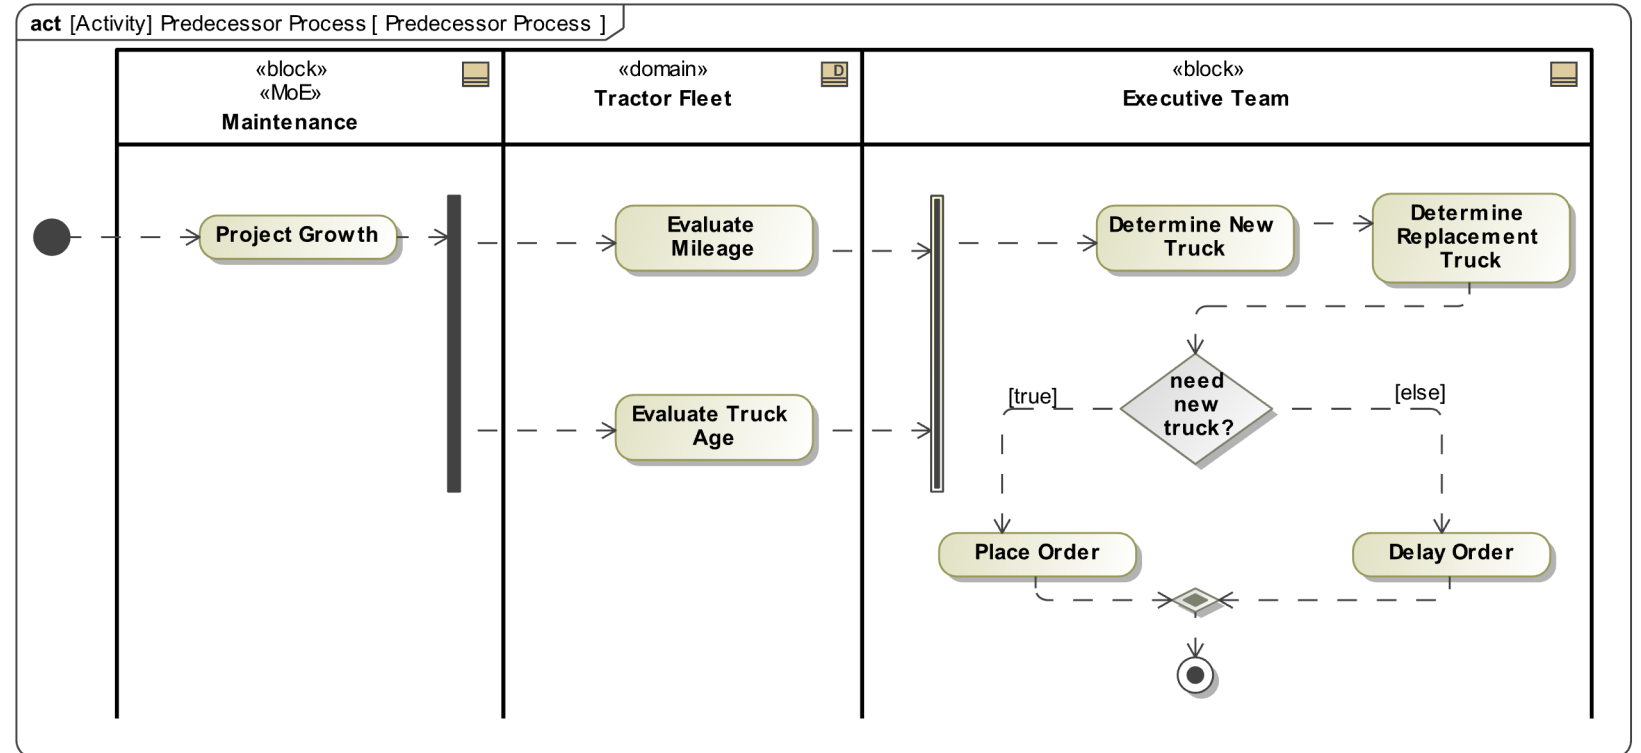 act [Activity] Predecessor Process [ Predecessor Process ]
«block»
«MoE»
Maintenance
«domain»
Tractor Fleet
D
«block»
Executive Team
Project Growth
Evaluate
Mileage
Determine New
Truck
Determine
Replacement
Truck
Evaluate Truck
Age
need
new
truck?
[true]
[else]
Place Order
Delay Order